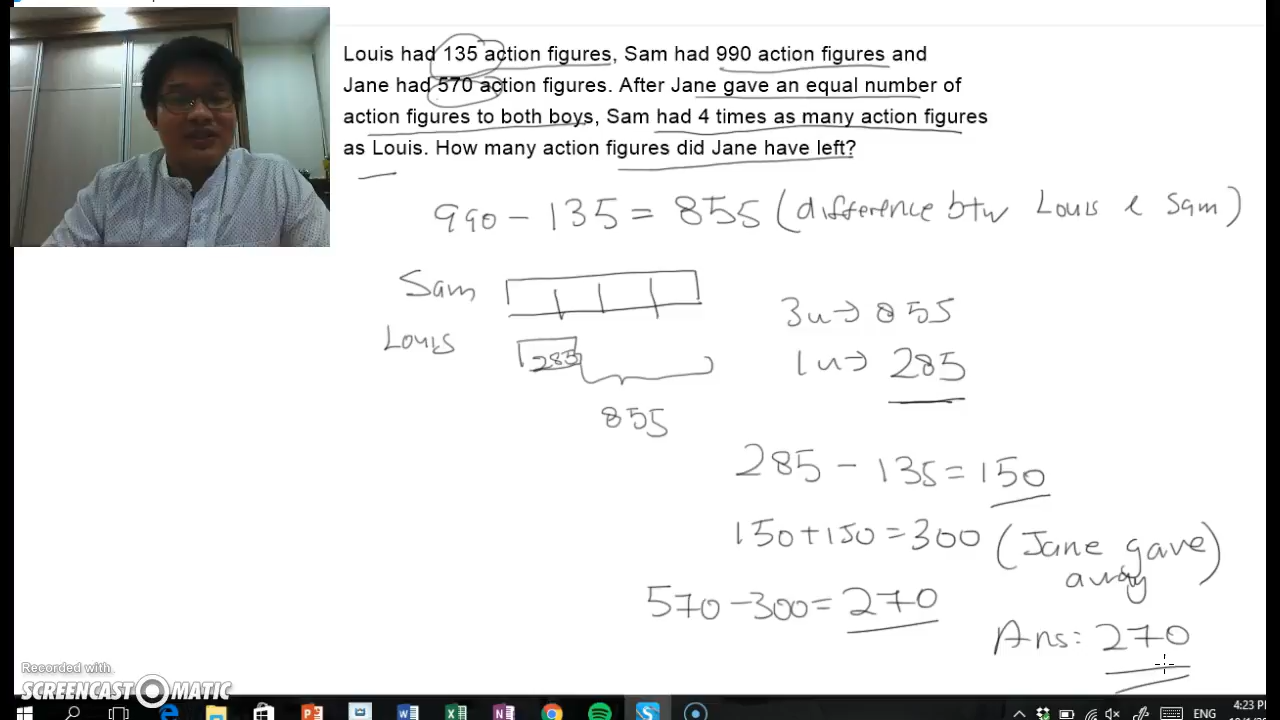 Louis had 135 action figures, Sam had 990 action figures and
Jane had 570 action figures. After Jane gave an equal number of
action figures to both boys, Sam had 4 times as many action figures
as Louis. How many action figures did Jane have left?
990 - 135 = 855 (difference btw Louis & Sam)
Sam
Louis 285
855
3u → 855
1u → 285
285 - 135 = 150
150 + 150 = 300 (Jane gave away)
570 - 300 = 270
Ans: 270
Recorded with
SCREENCAST O MATIC
ENG
4:23 PM